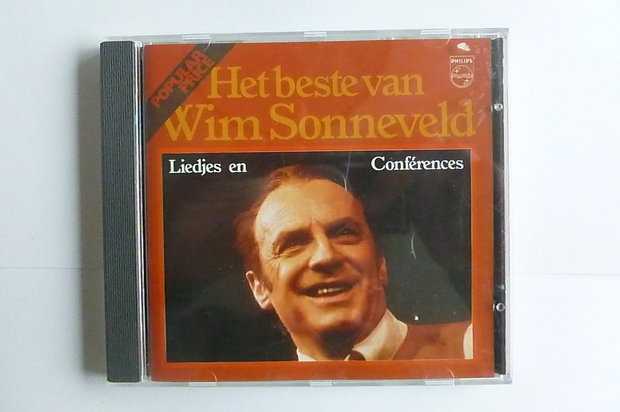 POPULAR
PRICE
Het beste van
Wim Sonneveld
PHILIPS
Liedjes en Conférences